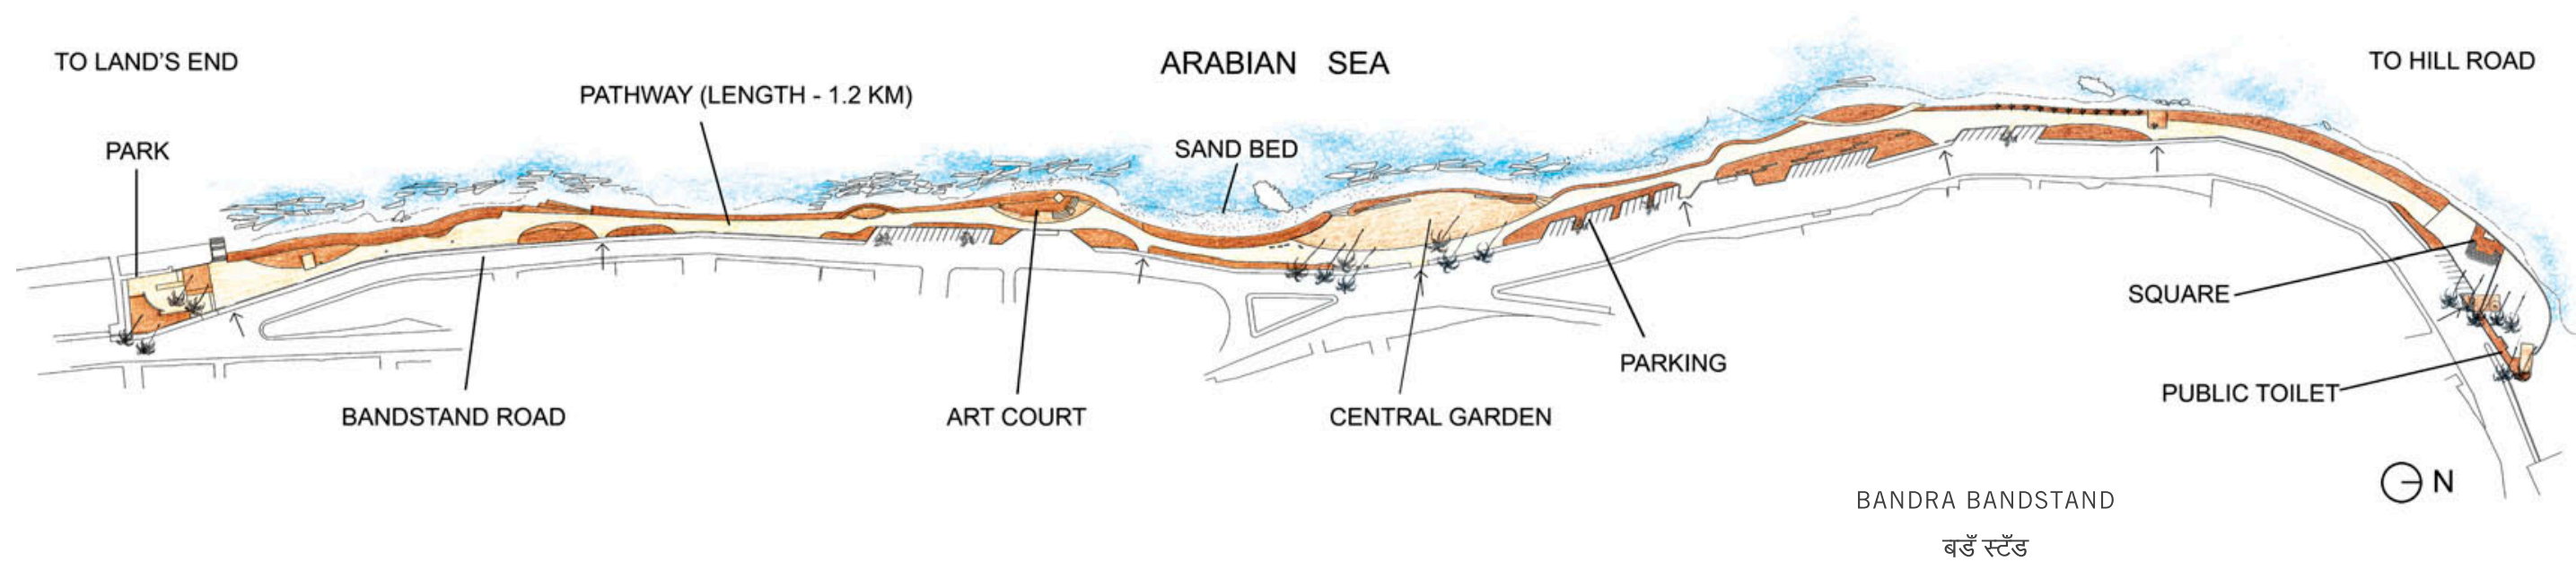 TO LAND'S END
ARABIAN SEA
TO HILL ROAD
PATHWAY (LENGTH - 1.2 KM)
PARK
SAND BED
SQUARE
PARKING
PUBLIC TOILET
BANDSTAND ROAD
ART COURT
CENTRAL GARDEN
N
BANDRA BANDSTAND
बडँ स्टँड